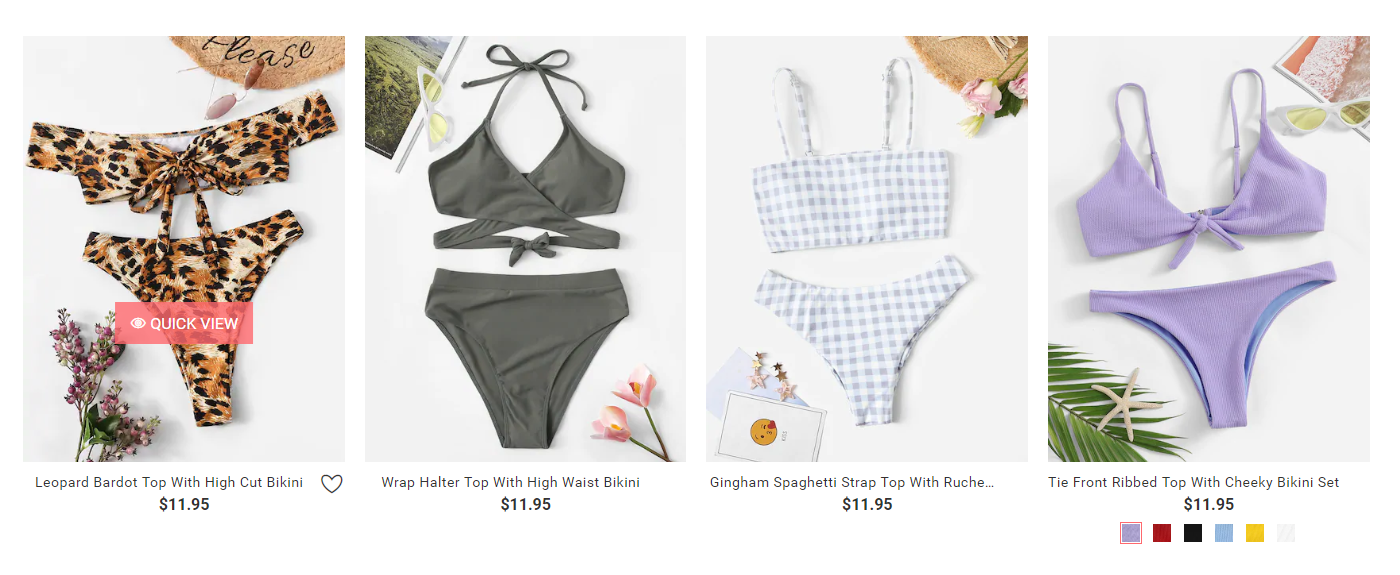 Please
QUICK VIEW
Leopard Bardot Top With High Cut Bikini
$11.95
Wrap Halter Top With High Waist Bikini
$11.95
Gingham Spaghetti Strap Top With Ruche...
$11.95
Tie Front Ribbed Top With Cheeky Bikini Set
$11.95